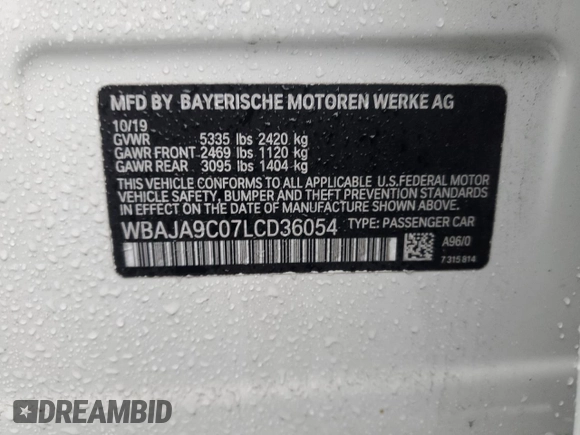 MFD BY BAYERISCHE MOTOREN WERKE AG
10/19
GVWR 5335 lbs 2420 kg
GAWR FRONT 2469 lbs 1120 kg
GAWR REAR 3095 lbs 1404 kg
THIS VEHICLE CONFORMS TO ALL APPLICABLE U.S.FEDERAL MOTOR
VEHICLE SAFETY, BUMPER AND THEFT PREVENTION STANDARDS
IN EFFECT ON THE DATE OF MANUFACTURE SHOWN ABOVE.
WBAJA9C07LCD36054 TYPE: PASSENGER CAR
A96/0
7 315 814
DREAMBID